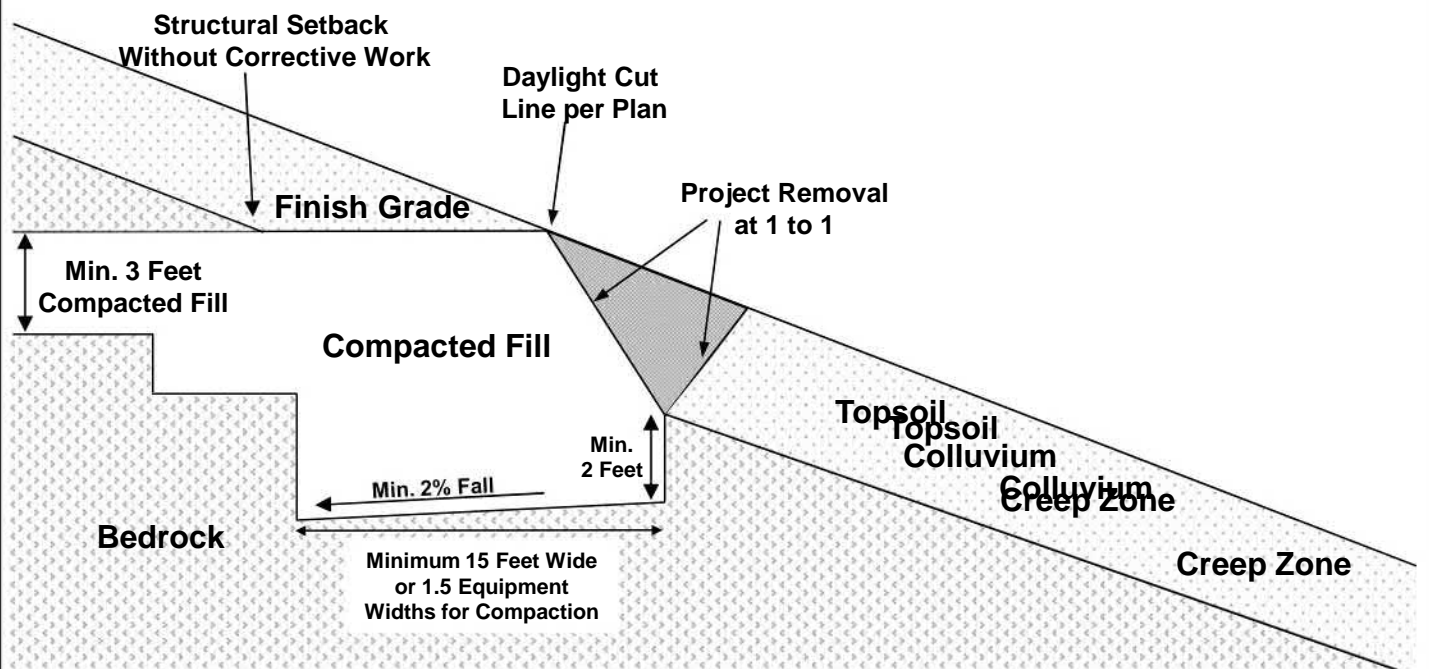 Structural Setback
Without Corrective Work
Daylight Cut
Line per Plan
Project Removal
at 1 to 1
Finish Grade
Min. 3 Feet
Compacted Fill
Compacted Fill
Topsoil
Topsoil
Colluvium
Colluvium
Creep Zone
Creep Zone
Min.
2 Feet
Min. 2% Fall
Bedrock
Minimum 15 Feet Wide
or 1.5 Equipment
Widths for Compaction